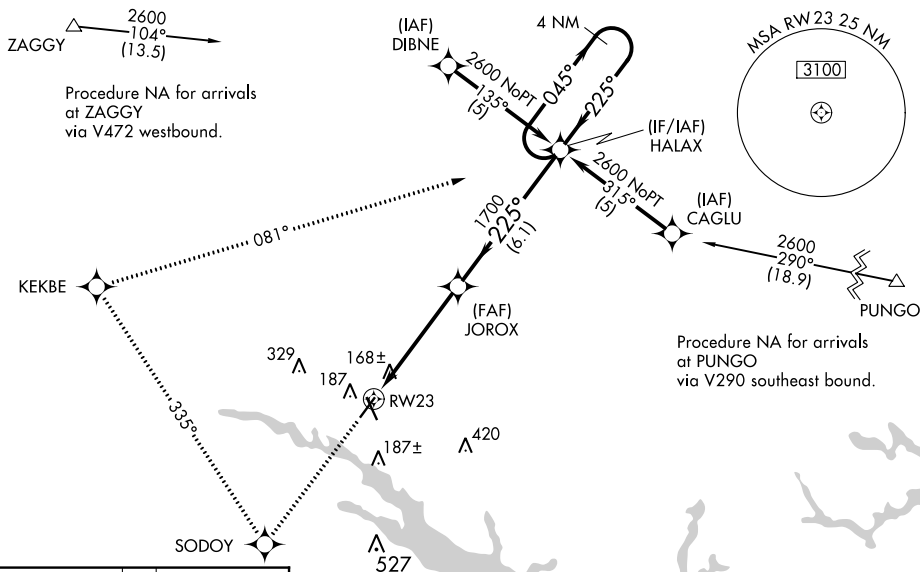 ZAGGY
2600
104°
(13.5)
Procedure NA for arrivals
at ZAGGY
via V472 westbound.
(IAF)
DIBNE
2600 NoPT
135°
(5)
4 NM
045°
225°
MSA RW 23 25 NM
3100
(IF/IAF)
HALAX
2600 NoPT
315°
(5)
(IAF)
CAGLU
1700
225°
(6.1)
2600
290°
(18.9)
PUNGO
Procedure NA for arrivals
at PUNGO
via V290 southeast bound.
081°
KEKBE
(FAF)
JOROX
329
168±
187
RW23
335°
187±
420
SODOY
527